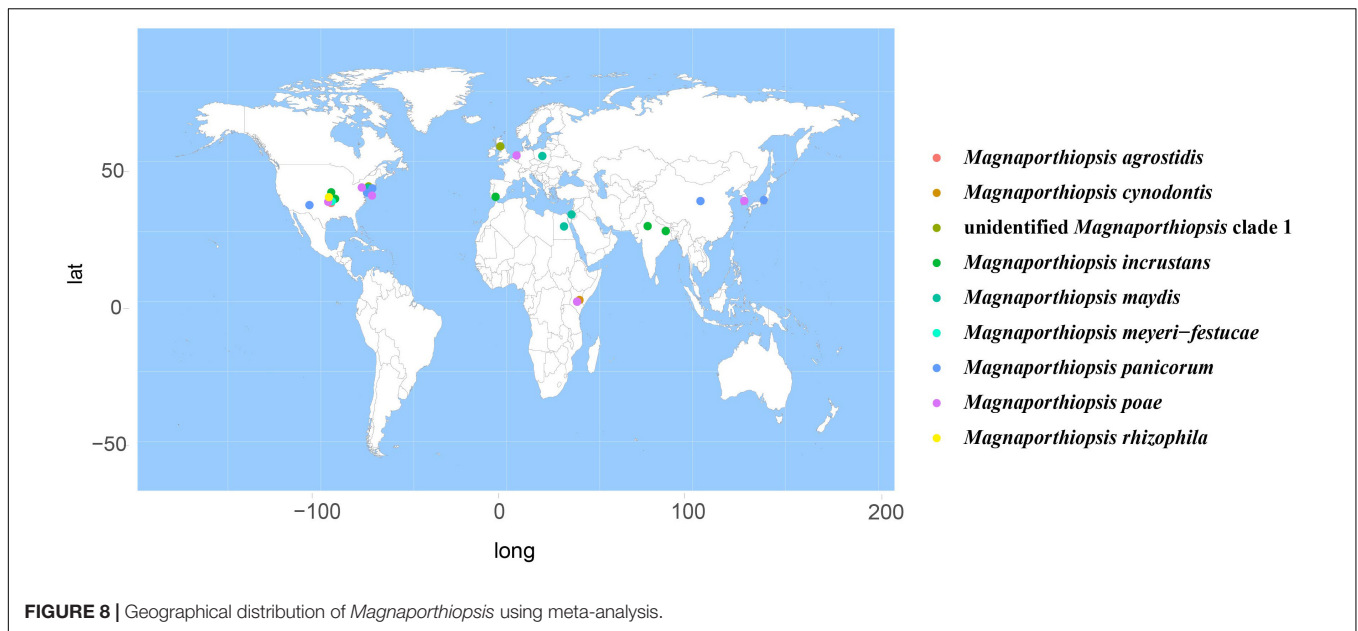 50
0
−50
lat
−100
0
100
200
long
Magnaporthiopsis agrostidis
Magnaporthiopsis cynodontis
unidentified Magnaporthiopsis clade 1
Magnaporthiopsis incrustans
Magnaporthiopsis maydis
Magnaporthiopsis meyeri−festucae
Magnaporthiopsis panicorum
Magnaporthiopsis poae
Magnaporthiopsis rhizophila
FIGURE 8 | Geographical distribution of Magnaporthiopsis using meta-analysis.